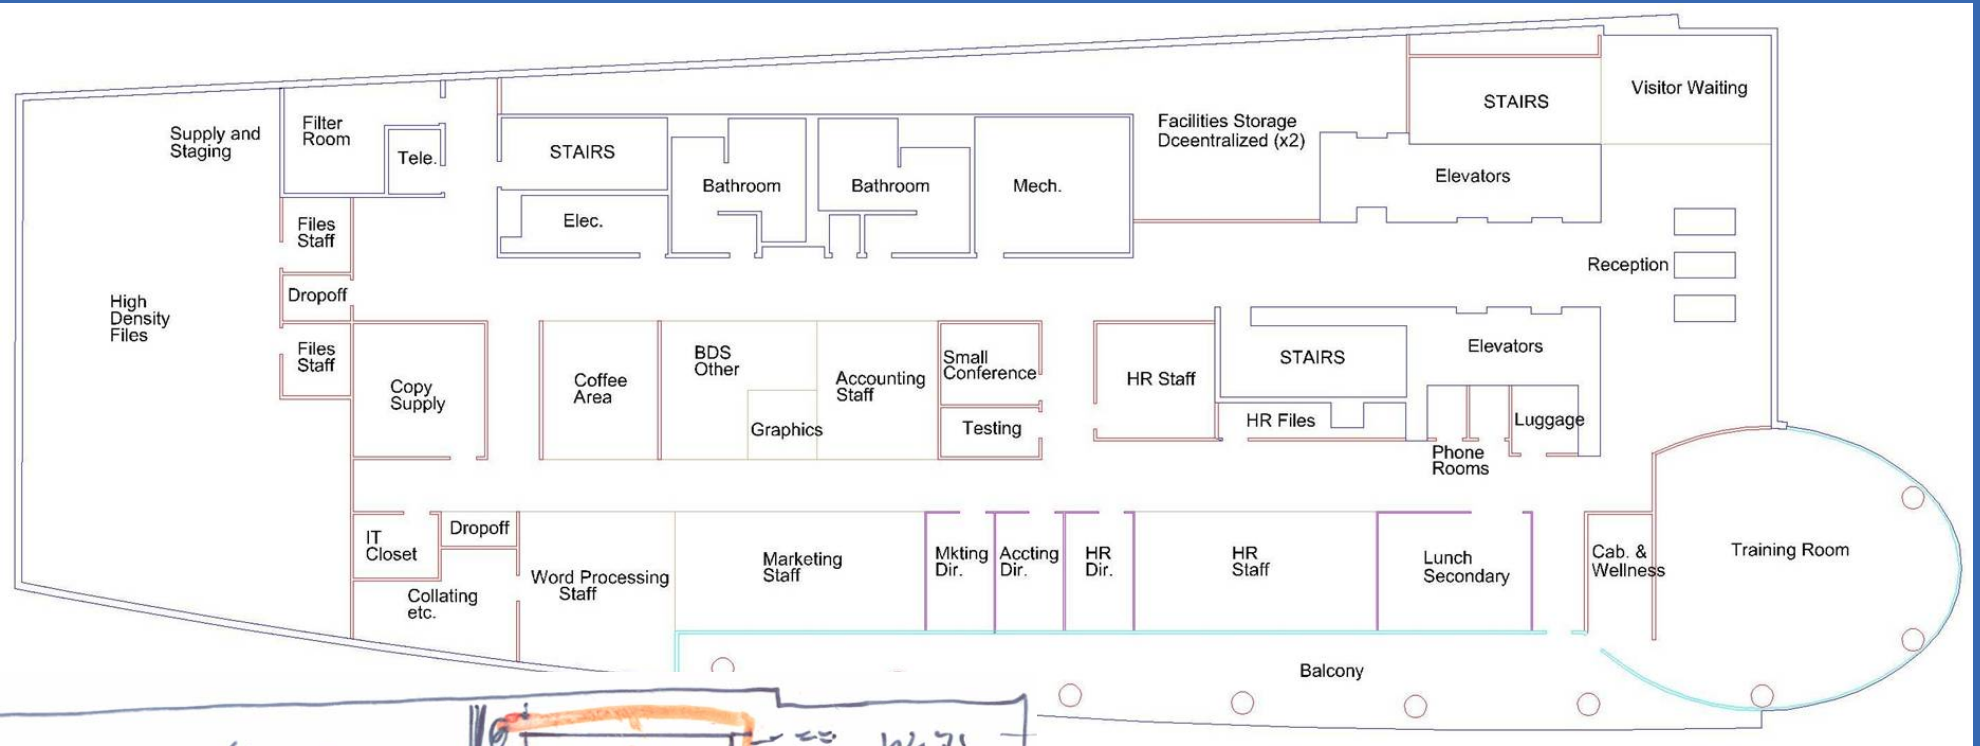 Visitor Waiting
STAIRS
Filter
Room
Supply and
Staging
Tele.
STAIRS
Facilities Storage
Dceentralized (x2)
Bathroom
Bathroom
Mech.
Elevators
Files
Staff
Elec.
Reception
Dropoff
High
Density
Files
Files
Staff
Copy
Supply
Coffee
Area
BDS
Other
Graphics
Accounting
Staff
Small
Conference
Testing
HR Staff
STAIRS
Elevators
HR Files
Luggage
Phone
Rooms
IT
Closet
Dropoff
Collating
etc.
Word Processing
Staff
Marketing
Staff
Mkting
Dir.
Accting
Dir.
HR
Dir.
HR
Staff
Lunch
Secondary
Cab. &
Wellness
Training Room
Balcony